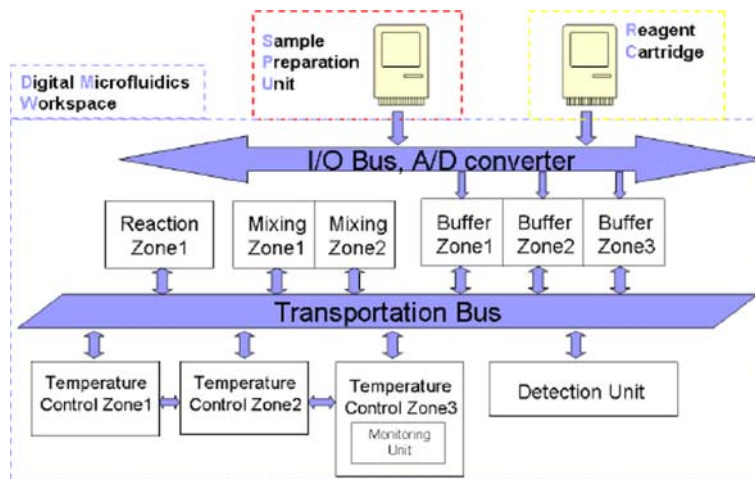 Sample
Preparation
Unit
Reagent
Cartridge
Digital Microfluidics
Workspace
I/O Bus, A/D converter
Reaction
Zone1
Mixing
Zone1
Mixing
Zone2
Buffer
Zone1
Buffer
Zone2
Buffer
Zone3
Transportation Bus
Temperature
Control Zone1
Temperature
Control Zone2
Temperature
Control Zone3
Monitoring
Unit
Detection Unit